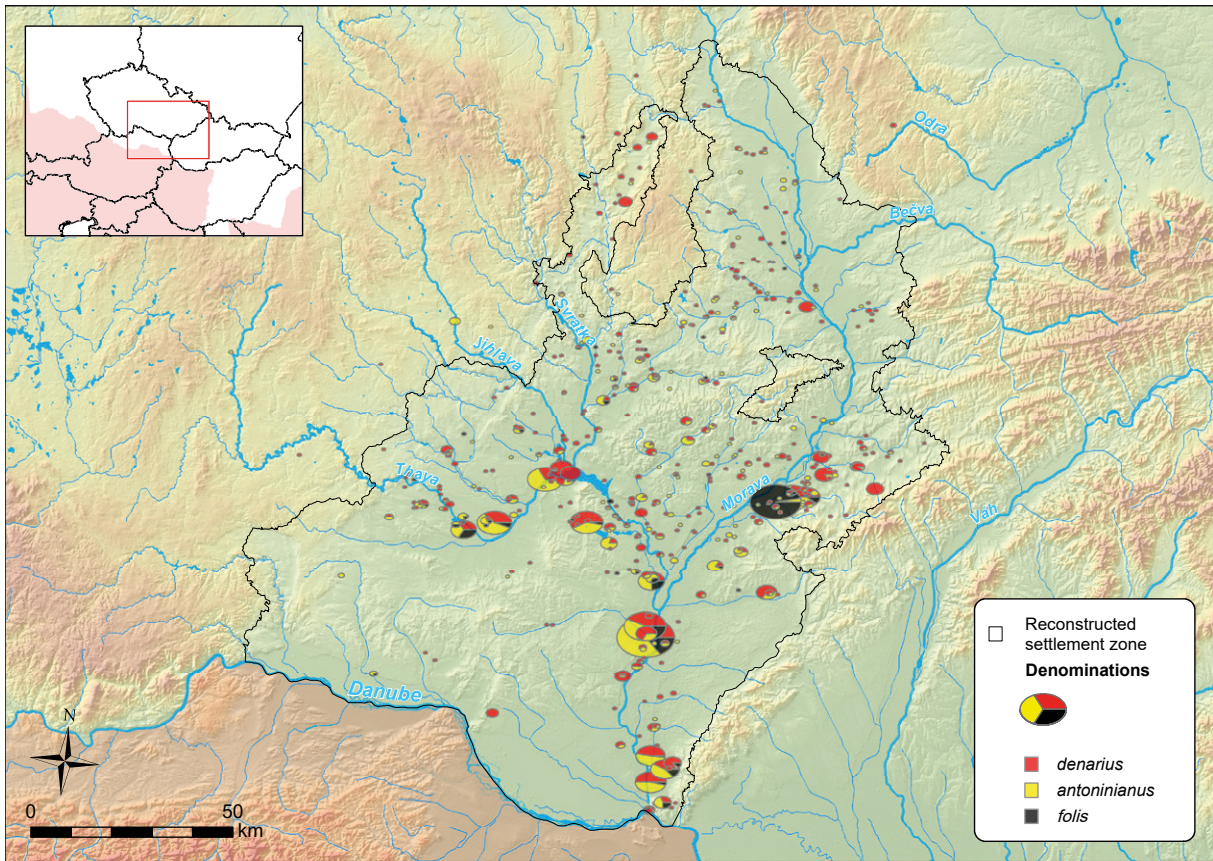 Odra
Bečva
Svratka
Jihlava
Thaya
Morava
Váh
Danube
N
0 50
km
Reconstructed
settlement zone
Denominations
denarius
antoninianus
folis